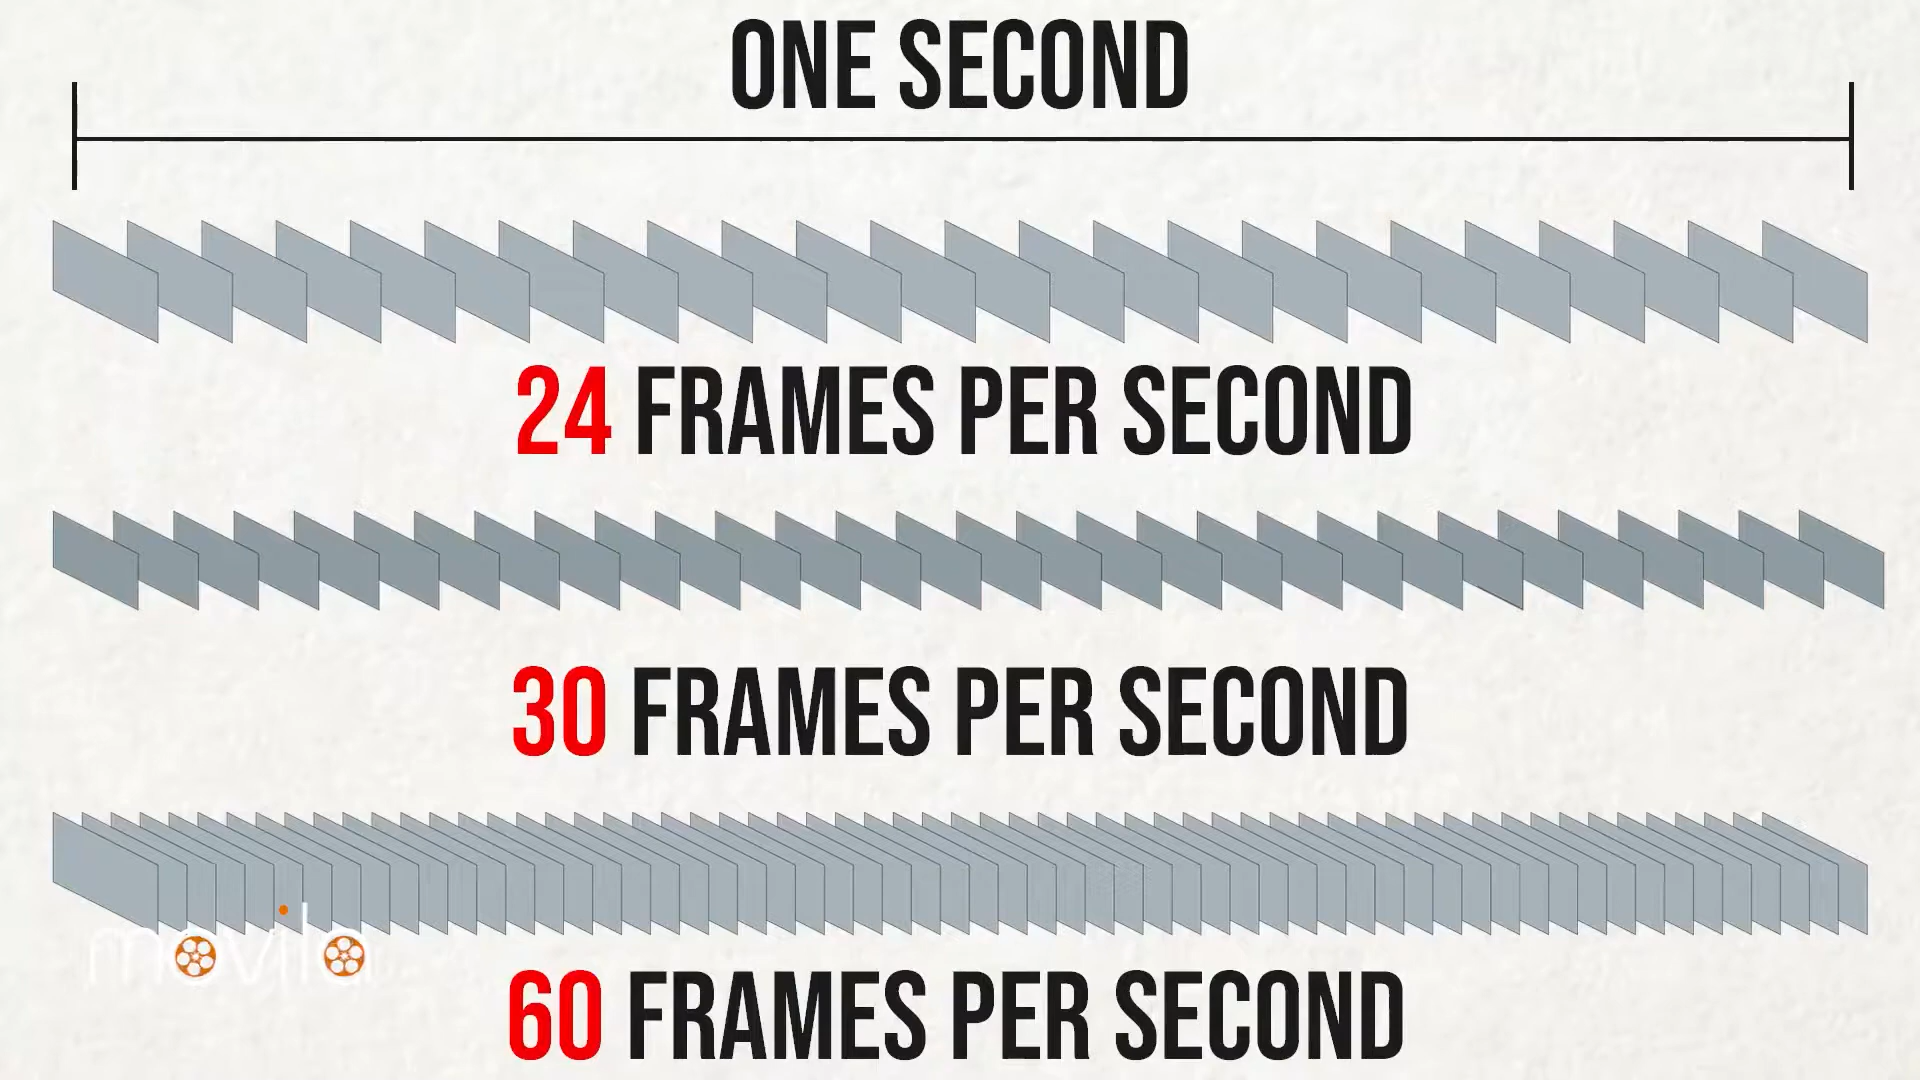 ONE SECOND
24 FRAMES PER SECOND
30 FRAMES PER SECOND
movila
60 FRAMES PER SECOND